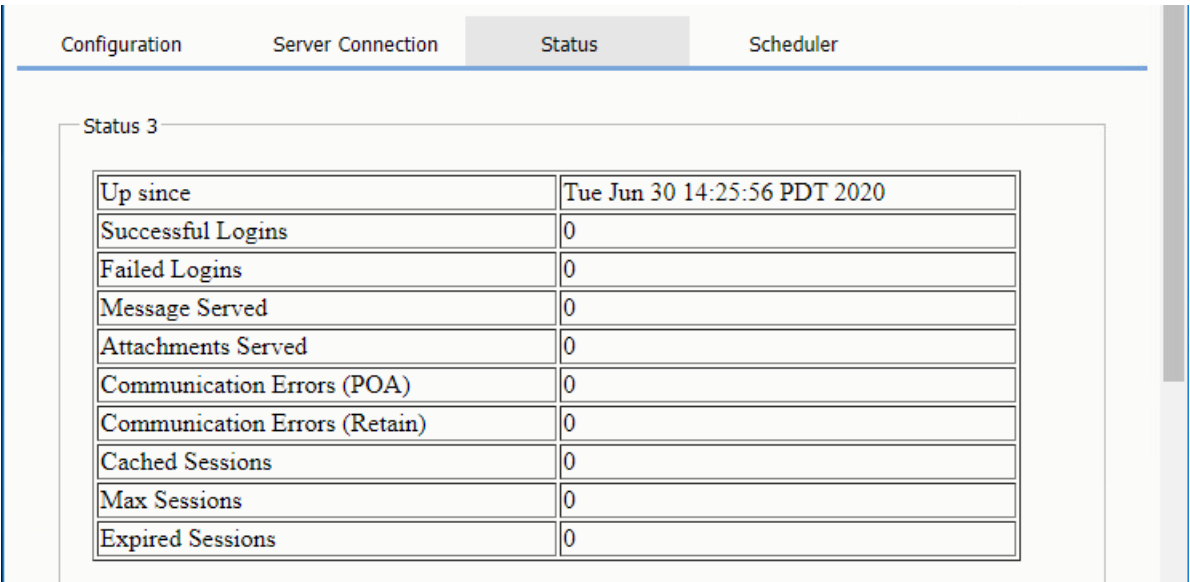 Configuration Server Connection Status Scheduler
Status 3
Up since Tue Jun 30 14:25:56 PDT 2020
Successful Logins 0
Failed Logins 0
Message Served 0
Attachments Served 0
Communication Errors (POA) 0
Communication Errors (Retain) 0
Cached Sessions 0
Max Sessions 0
Expired Sessions 0